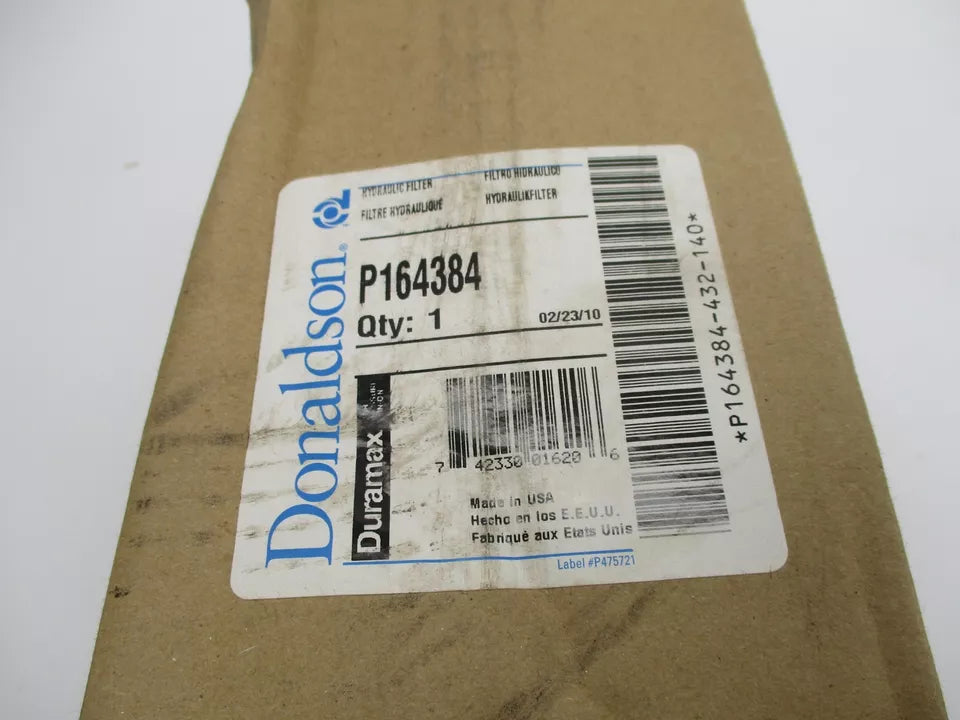 Donaldson®
HYDRAULIC FILTER
FILTRO HIDRAULICO
FILTRE HYDRAULIQUE
HYDRAULIKFILTER
P164384
Qty: 1
02/23/10
Duramax
7 42330 01620 6
Made in USA
Hecho en los E.E.U.U.
Fabriqué aux Etats Unis
Label #P475721
*P164384-432-140*